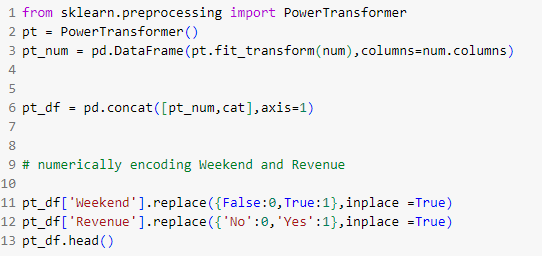 1 from sklearn.preprocessing import PowerTransformer
2 pt = PowerTransformer()
3 pt_num = pd.DataFrame(pt.fit_transform(num),columns=num.columns)
4
5
6 pt_df = pd.concat([pt_num,cat],axis=1)
7
8
9 # numerically encoding Weekend and Revenue
10
11 pt_df['Weekend'].replace({False:0,True:1},inplace =True)
12 pt_df['Revenue'].replace({'No':0,'Yes':1},inplace =True)
13 pt_df.head()